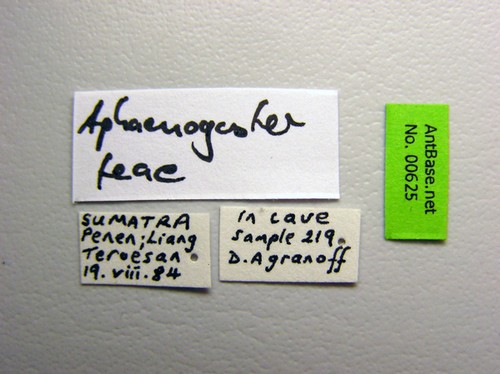 Aphaenogaster
feae
SUMATRA
Penen; Liang
Teroesan
19.viii.84
in cave
Sample 219
D. Agranoff
AntBase.net
No. 00625